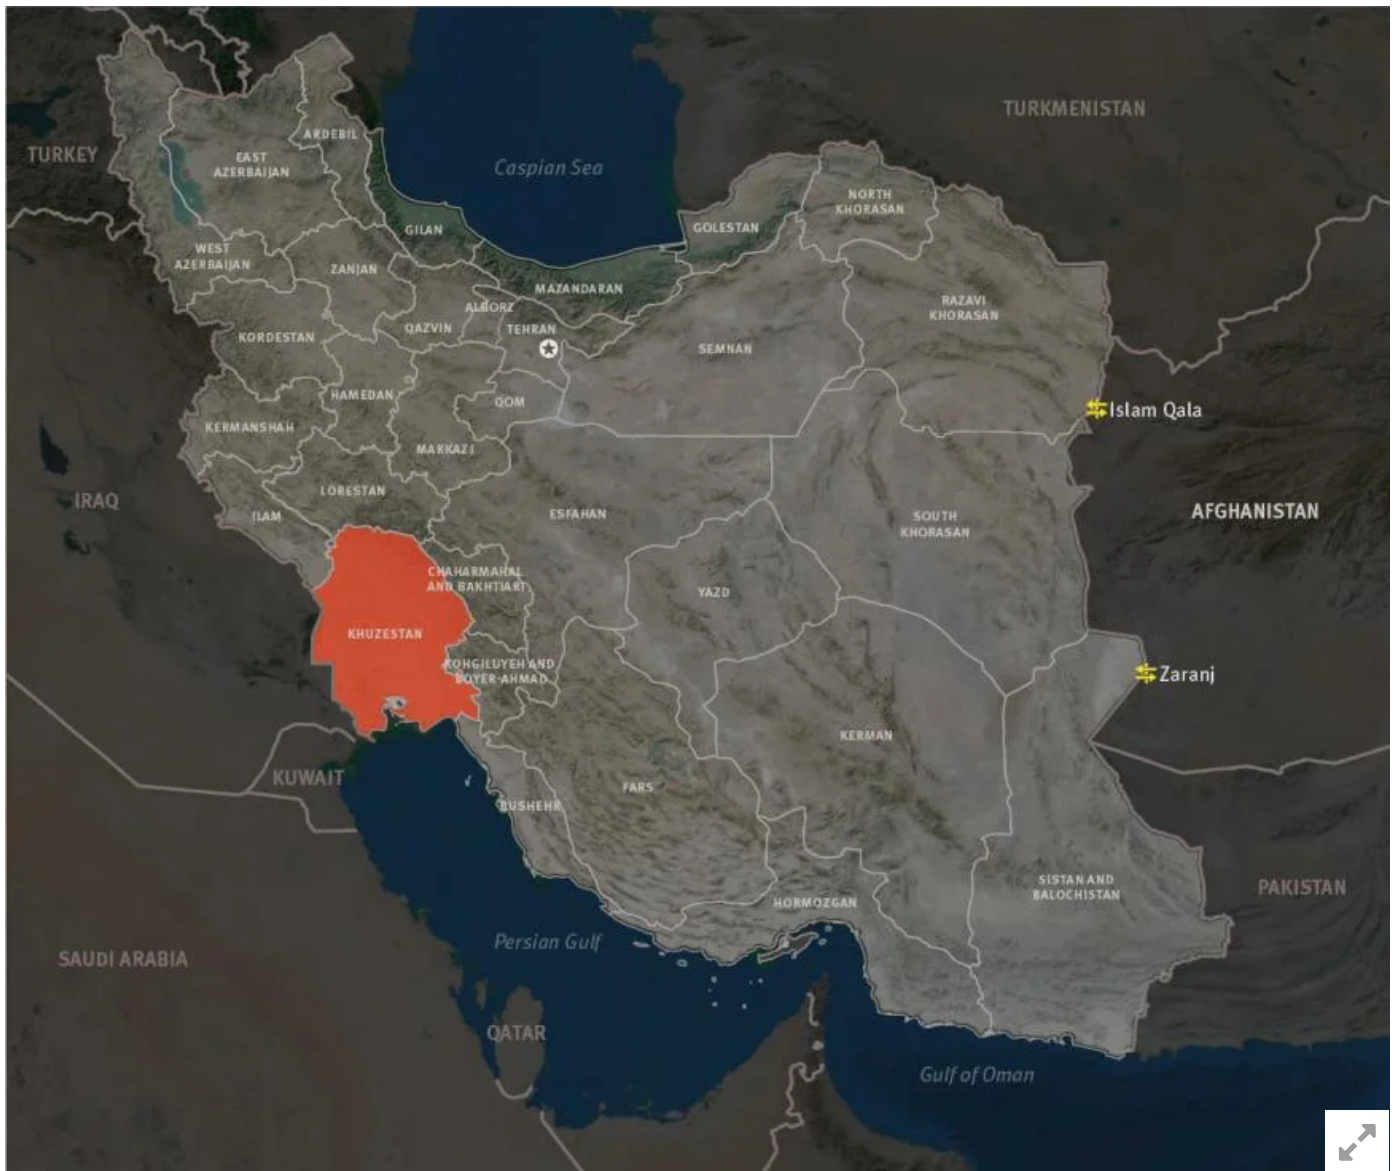 TURKMENISTAN
ARDEBIL
TURKEY
EAST
AZERBAIJAN
Caspian Sea
NORTH
KHORASAN
GILAN
GOLESTAN
WEST
AZERBAIJAN
ZANJAN
MAZANDARAN
ALBORZ
RAZAVI
KHORASAN
QAZVIN
TEHRAN
KORDESTAN
SEMNAN
HAMEDAN
QOM
Islam Qala
KERMANSHAH
MARKAZI
LORESTAN
IRAQ
ILAM
ESFAHAN
AFGHANISTAN
SOUTH
KHORASAN
CHAHARMAHAL
AND BAKHTIARI
YAZD
KHUZESTAN
KOHGILUYEH AND
BOYER-AHMAD
Zaranj
KERMAN
KUWAIT
FARS
BUSHEHR
SISTAN AND
BALOCHISTAN
PAKISTAN
HORMOZGAN
Persian Gulf
SAUDI ARABIA
QATAR
Gulf of Oman